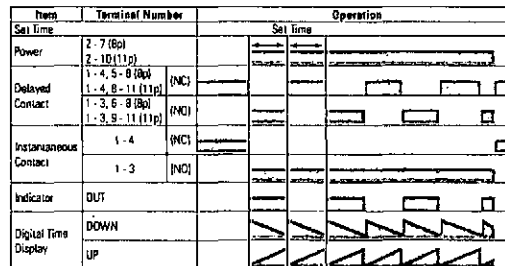 Item Terminal Number Operation
Set Time Set Time
Power 2 - 7 (8p)
2 - 10 (11p)
Delayed Contact 1 - 4, 5 - 8 (8p)
1 - 4, 8 - 11 (11p) (NC)
1 - 3, 6 - 8 (8p)
1 - 3, 9 - 11 (11p) (NO)
Instantaneous Contact 1 - 4 (NC)
1 - 3 (NO)
Indicator OUT
Digital Time Display DOWN
UP